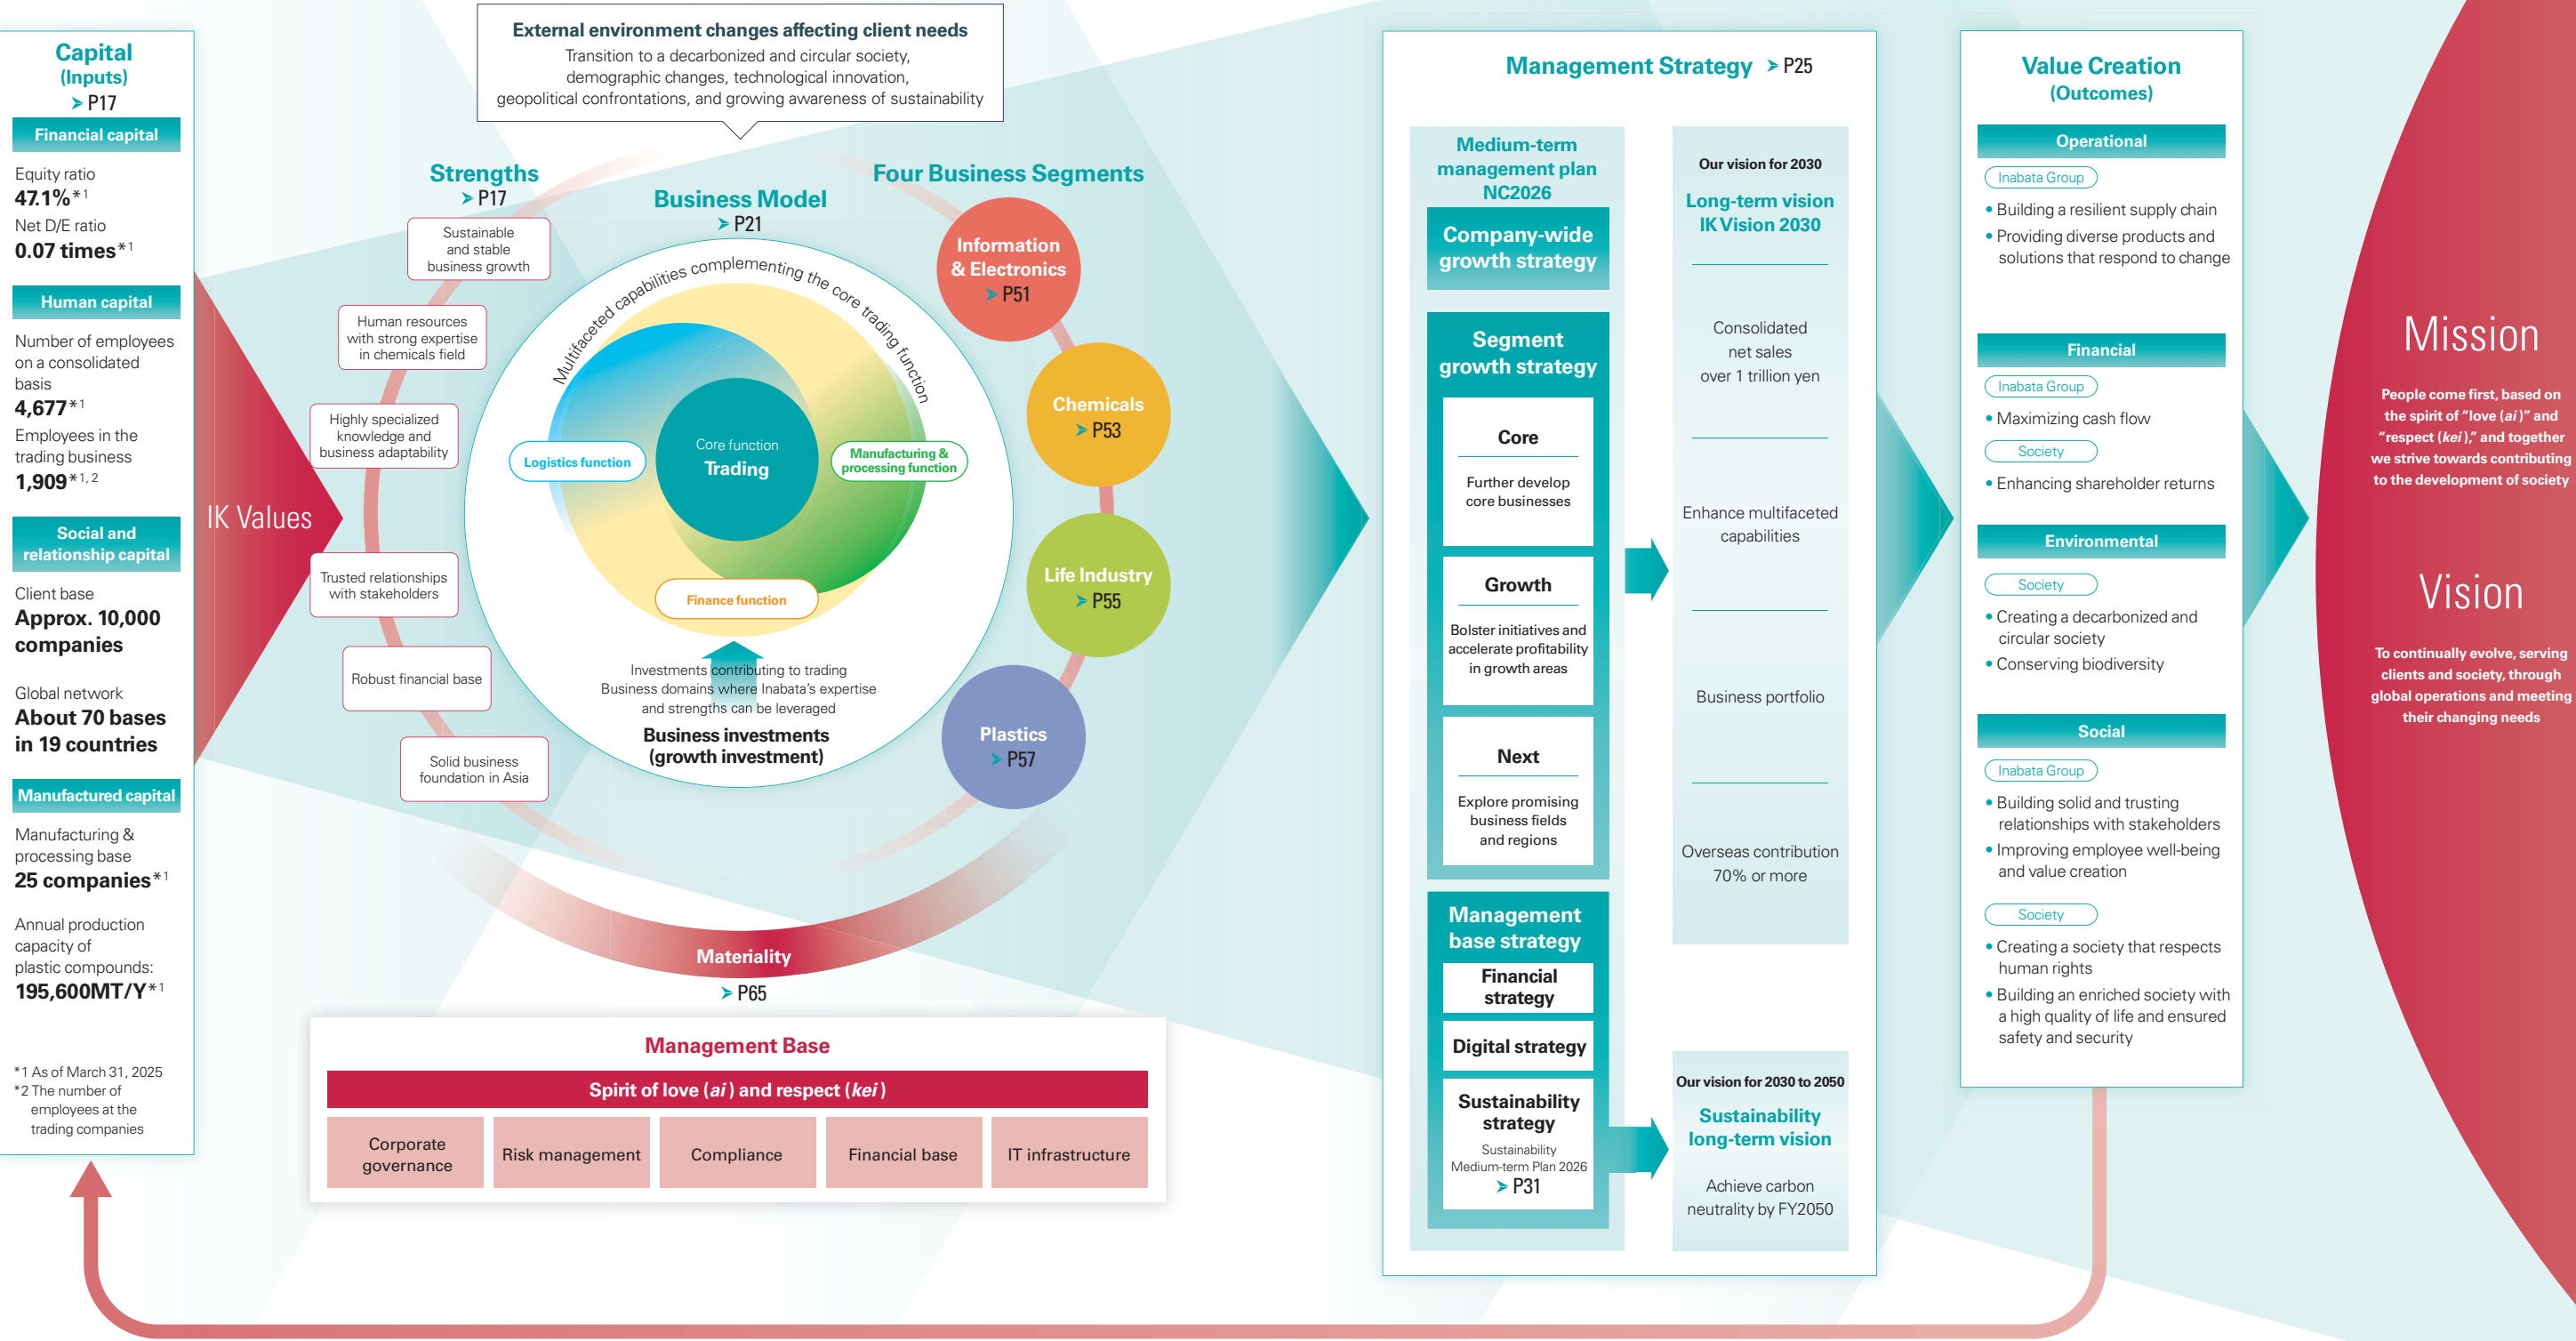 Capital
(Inputs)
➤ P17
Financial capital
Equity ratio
47.1%*1
Net D/E ratio
0.07 times*1
Human capital
Number of employees
on a consolidated
basis
4,677*1
Employees in the
trading business
1,909*1, 2
Social and
relationship capital
Client base
Approx. 10,000
companies
Global network
About 70 bases
in 19 countries
Manufactured capital
Manufacturing &
processing base
25 companies*1
Annual production
capacity of
plastic compounds:
195,600MT/Y*1
*1 As of March 31, 2025
*2 The number of
employees at the
trading companies
IK Values
External environment changes affecting client needs
Transition to a decarbonized and circular society,
demographic changes, technological innovation,
geopolitical confrontations, and growing awareness of sustainability
Strengths
➤ P17
Sustainable
and stable
business growth
Human resources
with strong expertise
in chemicals field
Highly specialized
knowledge and
business adaptability
Trusted relationships
with stakeholders
Robust financial base
Solid business
foundation in Asia
Business Model
➤ P21
Multifaceted capabilities complementing the core trading function
Core function
Trading
Logistics function
Manufacturing &
processing function
Finance function
Investments contributing to trading
Business domains where Inabata's expertise
and strengths can be leveraged
Business investments
(growth investment)
Four Business Segments
Information
& Electronics
➤ P51
Chemicals
➤ P53
Life Industry
➤ P55
Plastics
➤ P57
Materiality
➤ P65
Management Base
Spirit of love (ai) and respect (kei)
Corporate
governance
Risk management
Compliance
Financial base
IT infrastructure
Management Strategy ➤ P25
Medium-term
management plan
NC2026
Company-wide
growth strategy
Segment
growth strategy
Core
Further develop
core businesses
Growth
Bolster initiatives and
accelerate profitability
in growth areas
Next
Explore promising
business fields
and regions
Management
base strategy
Financial
strategy
Digital strategy
Sustainability
strategy
Sustainability
Medium-term Plan 2026
➤ P31
Our vision for 2030
Long-term vision
IK Vision 2030
Consolidated
net sales
over 1 trillion yen
Enhance multifaceted
capabilities
Business portfolio
Overseas contribution
70% or more
Our vision for 2030 to 2050
Sustainability
long-term vision
Achieve carbon
neutrality by FY2050
Value Creation
(Outcomes)
Operational
Inabata Group
• Building a resilient supply chain
• Providing diverse products and
solutions that respond to change
Financial
Inabata Group
• Maximizing cash flow
Society
• Enhancing shareholder returns
Environmental
Society
• Creating a decarbonized and
circular society
• Conserving biodiversity
Social
Inabata Group
• Building solid and trusting
relationships with stakeholders
• Improving employee well-being
and value creation
Society
• Creating a society that respects
human rights
• Building an enriched society with
a high quality of life and ensured
safety and security
Mission
People come first, based on
the spirit of "love (ai)" and
"respect (kei)," and together
we strive towards contributing
to the development of society
Vision
To continually evolve, serving
clients and society, through
global operations and meeting
their changing needs